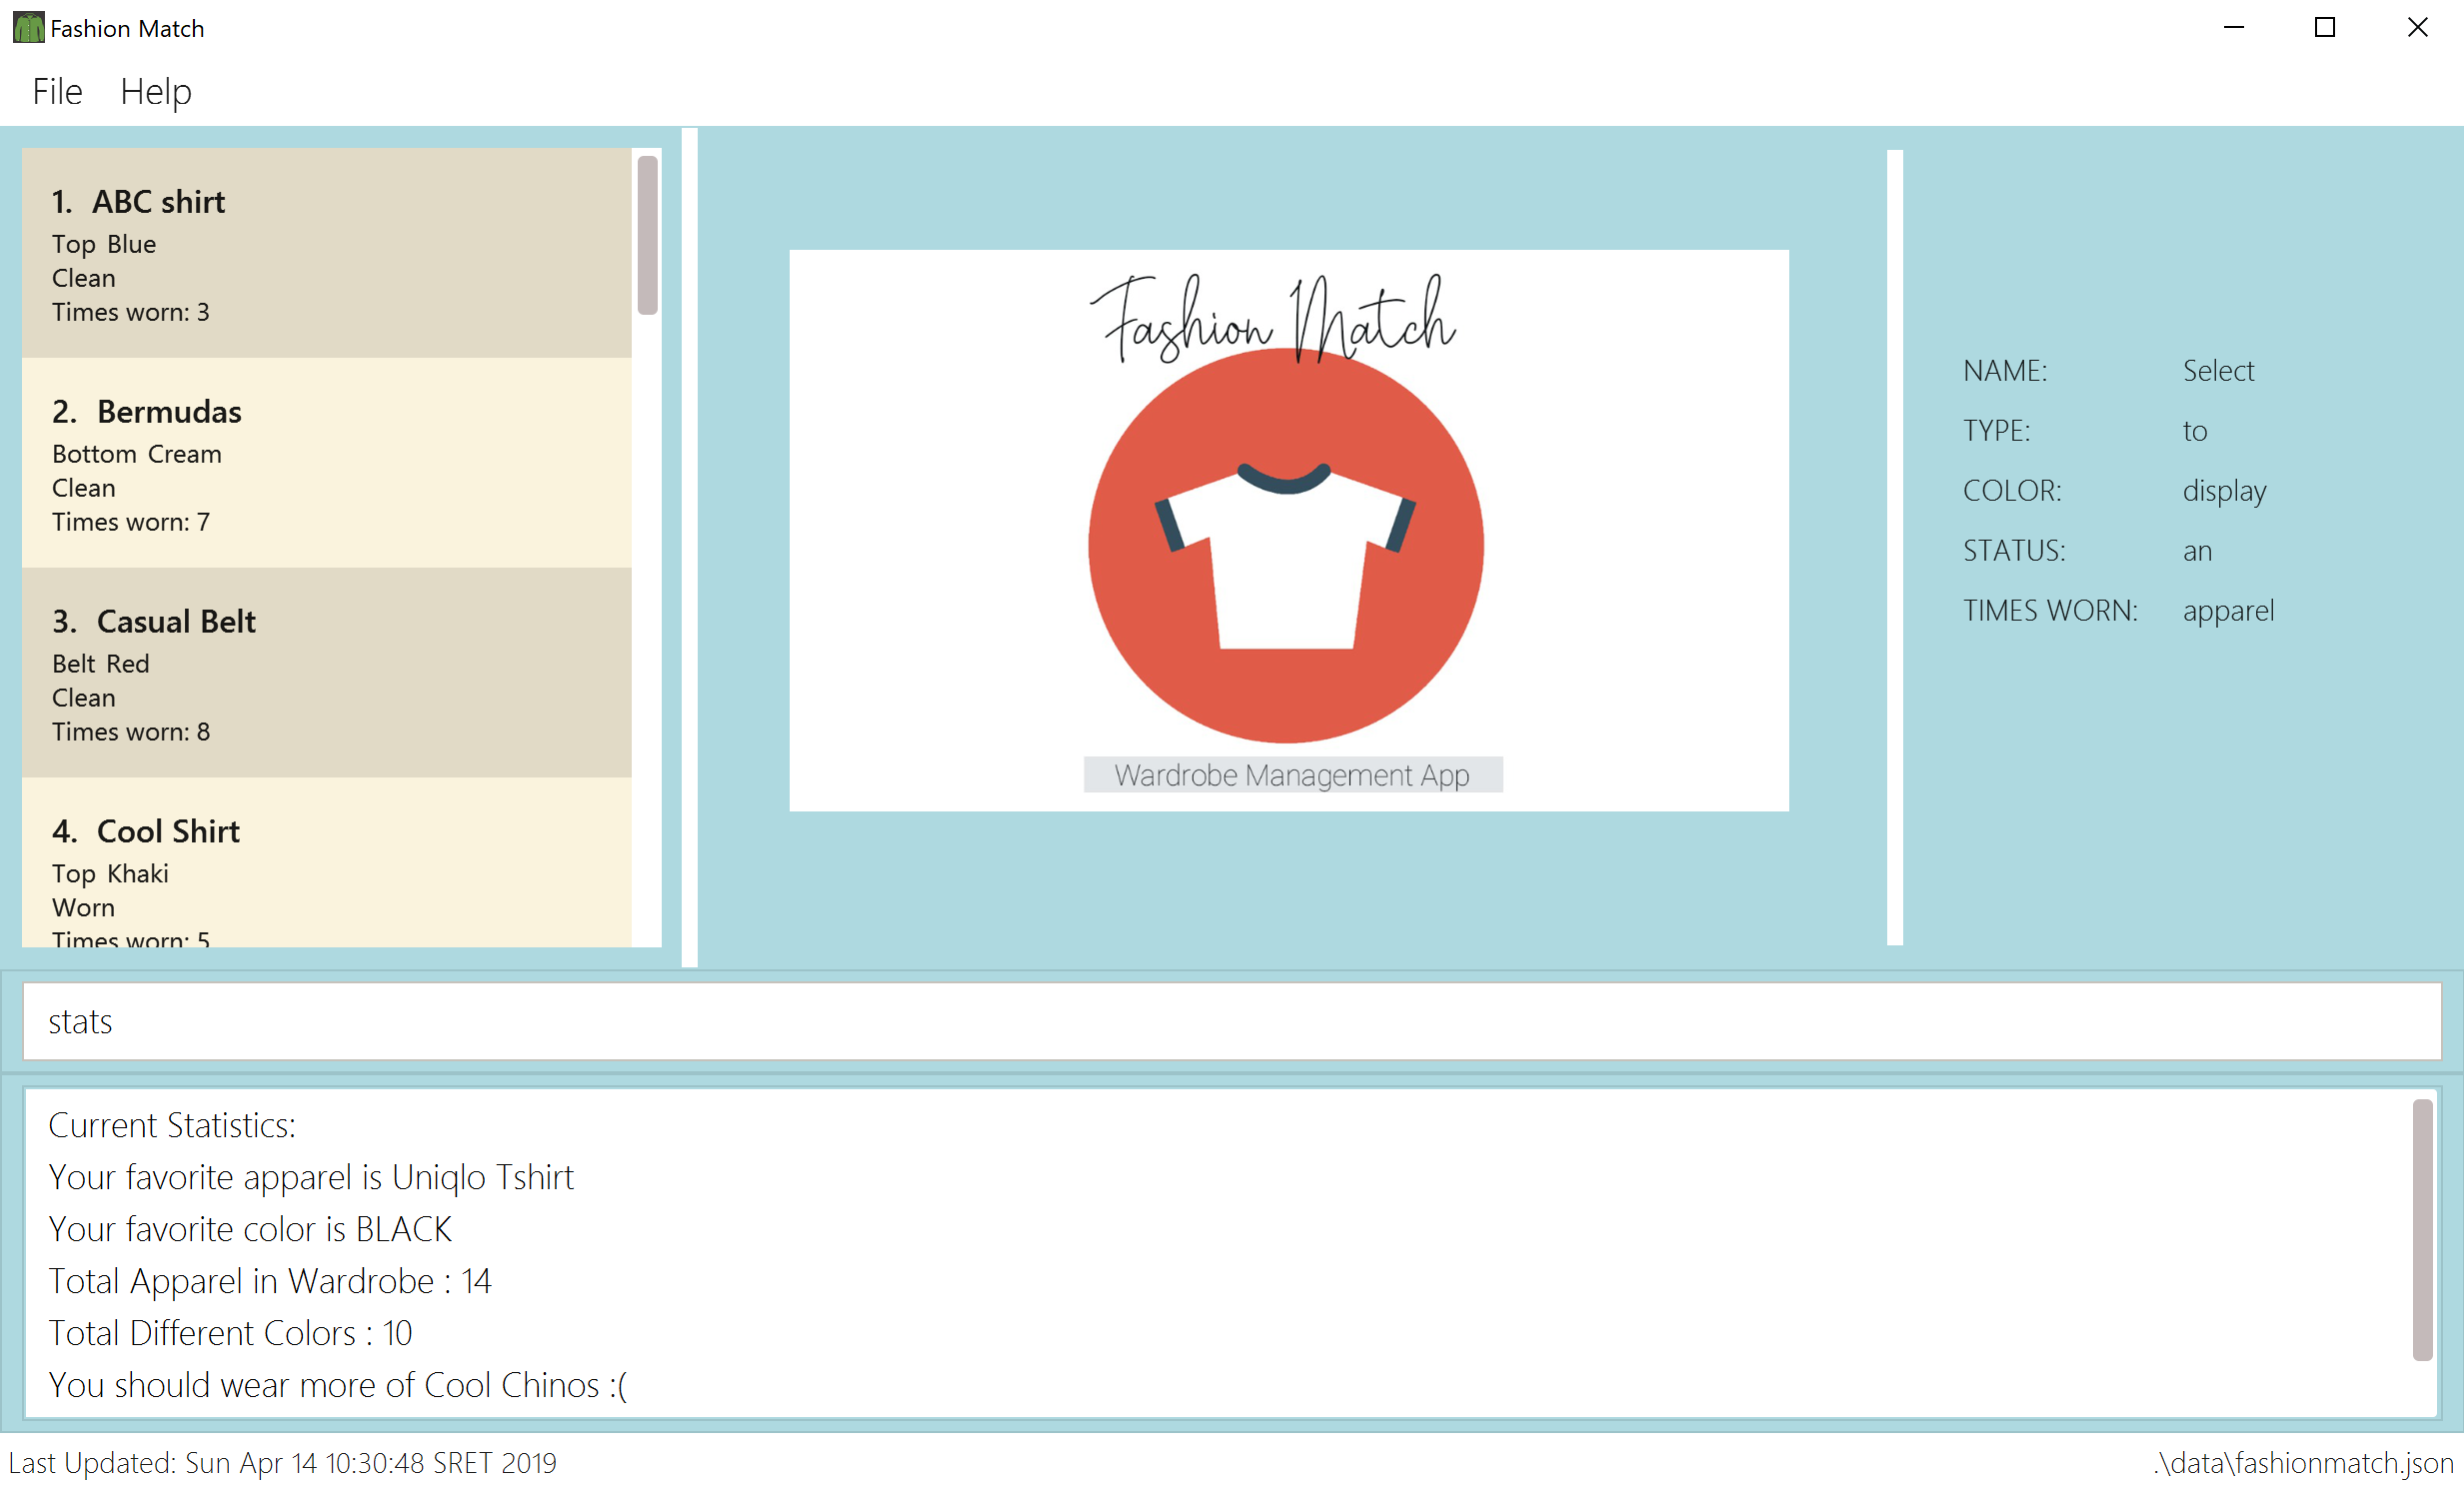 Fashion Match
File Help
1. ABC shirt
Top Blue
Clean
Times worn: 3
2. Bermudas
Bottom Cream
Clean
Times worn: 7
3. Casual Belt
Belt Red
Clean
Times worn: 8
4. Cool Shirt
Top Khaki
Worn
Times worn: 5
Fashion Match
Wardrobe Management App
NAME: Select
TYPE: to
COLOR: display
STATUS: an
TIMES WORN: apparel
stats
Current Statistics:
Your favorite apparel is Uniqlo Tshirt
Your favorite color is BLACK
Total Apparel in Wardrobe : 14
Total Different Colors : 10
You should wear more of Cool Chinos :(
Last Updated: Sun Apr 14 10:30:48 SRET 2019
.\data\fashionmatch.json